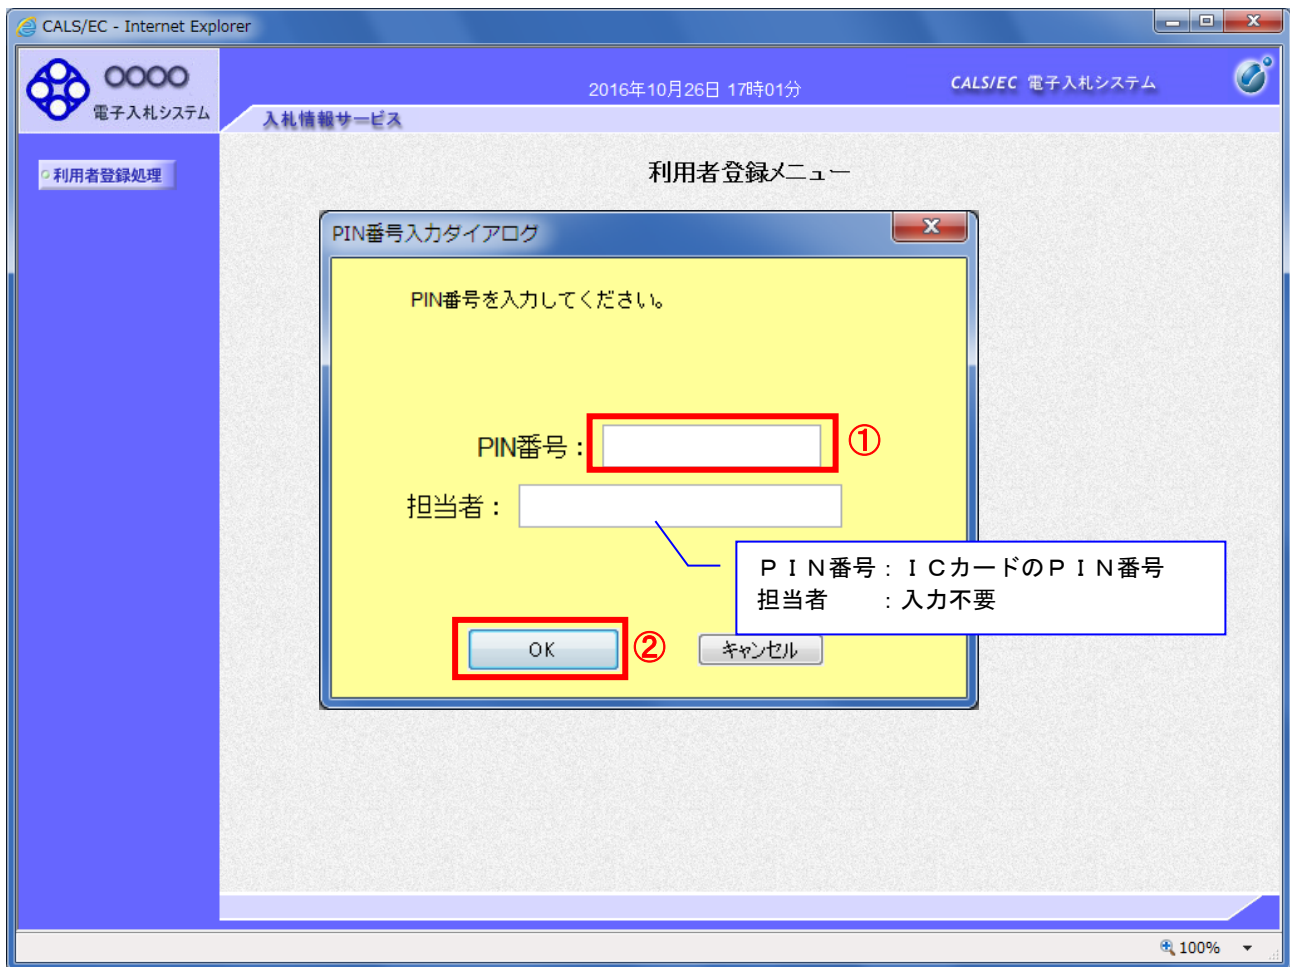 CALS/EC - Internet Explorer
○○○○
電子入札システム
2016年10月26日 17時01分
CALS/EC 電子入札システム
入札情報サービス
利用者登録処理
利用者登録メニュー
PIN番号入力ダイアログ
PIN番号を入力してください。
PIN番号：
①
担当者：
ＰＩＮ番号：ＩＣカードのＰＩＮ番号
担当者　　：入力不要
OK
②
キャンセル
100%